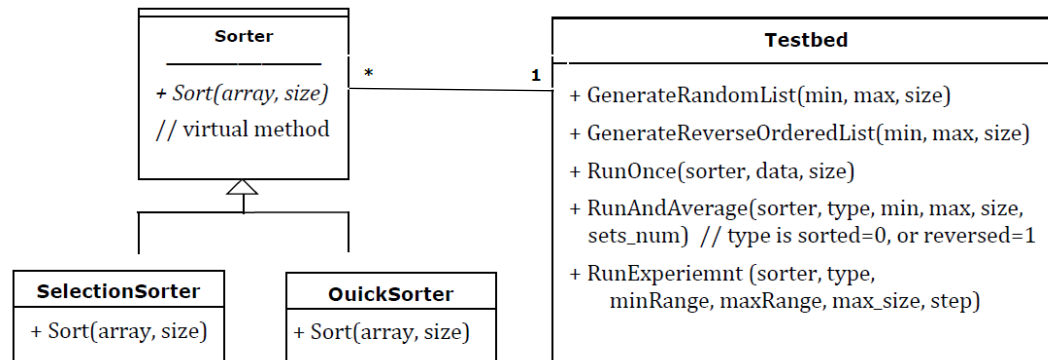 Sorter
+ Sort(array, size)
// virtual method
*
1
Testbed
+ GenerateRandomList(min, max, size)
+ GenerateReverseOrderedList(min, max, size)
+ RunOnce(sorter, data, size)
+ RunAndAverage(sorter, type, min, max, size,
sets_num) // type is sorted=0, or reversed=1
+ RunExperiemnt (sorter, type,
minRange, maxRange, max_size, step)
SelectionSorter
+ Sort(array, size)
OuickSorter
+ Sort(array, size)